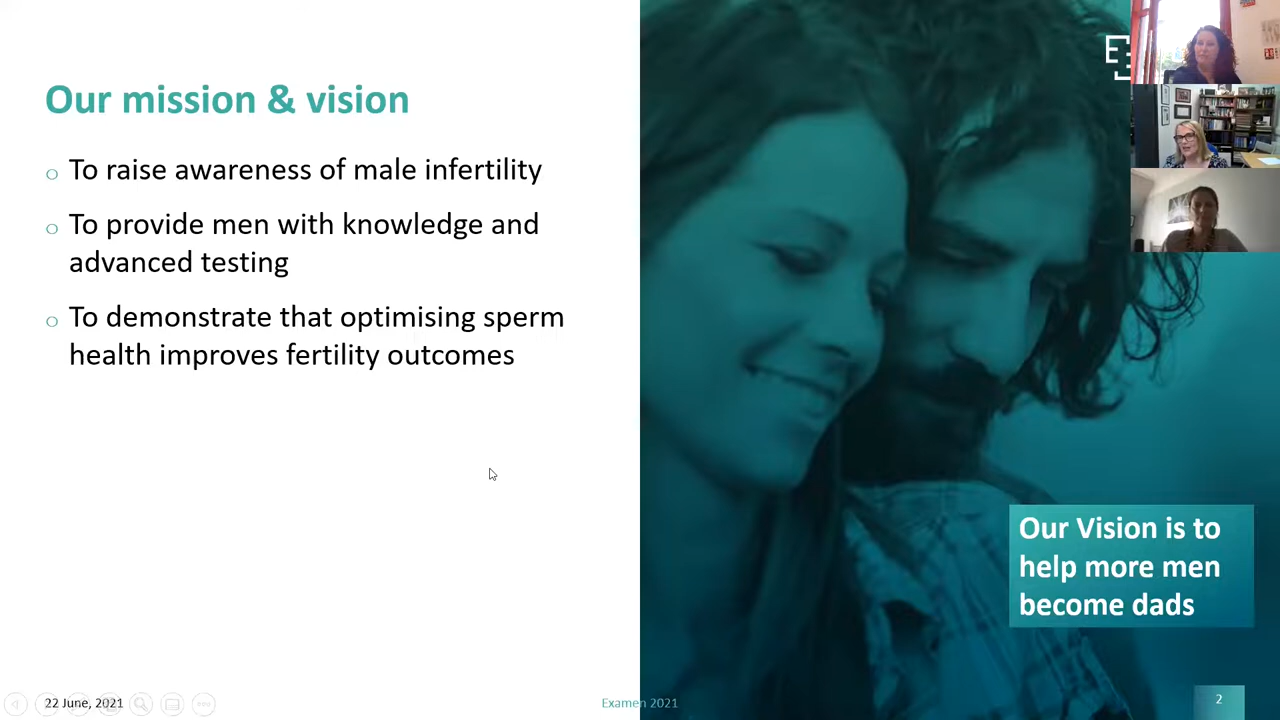 Our mission & vision
To raise awareness of male infertility
To provide men with knowledge and
advanced testing
To demonstrate that optimising sperm
health improves fertility outcomes
Our Vision is to
help more men
become dads
22 June, 2021
Examen 2021
2